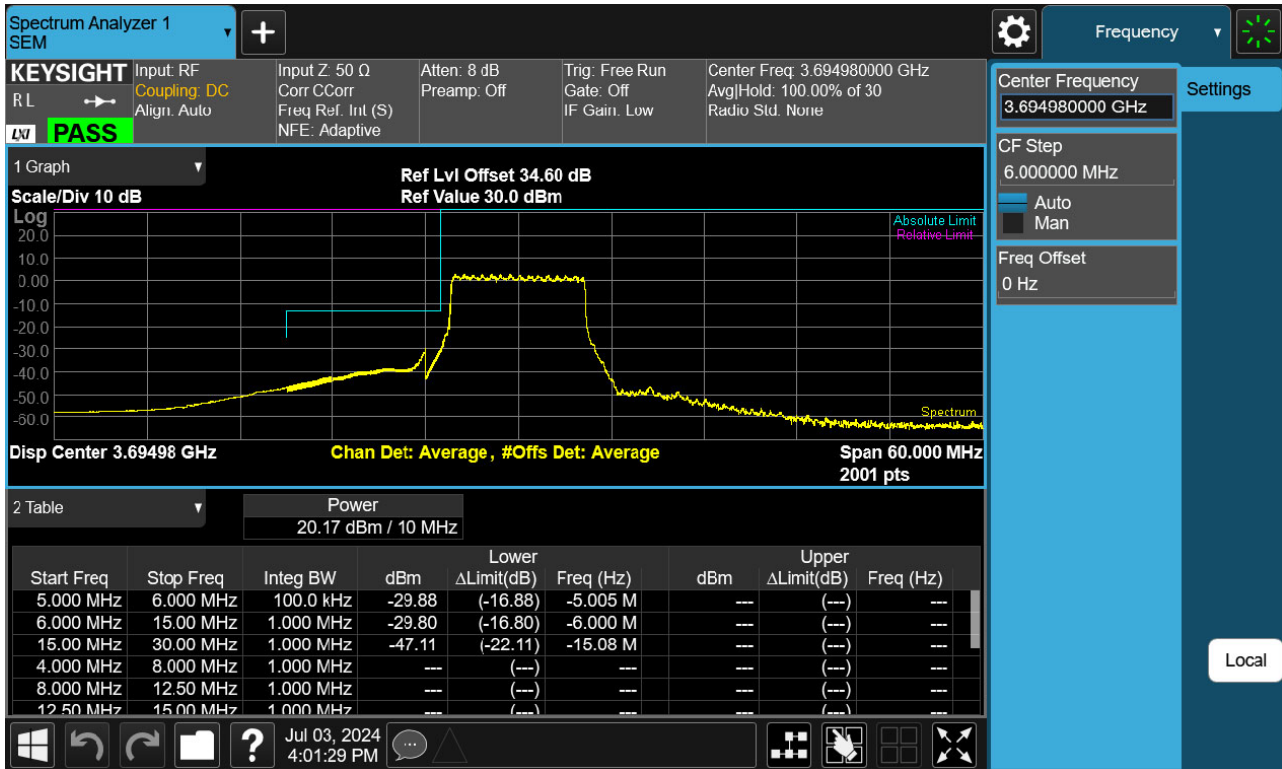 Spectrum Analyzer 1
SEM
+
Frequency
KEYSIGHT
R L
LXI
PASS
Input: RF
Coupling: DC
Align: Auto
Input Z: 50 Ω
Corr CCorr
Freq Ref: Int (S)
NFE: Adaptive
Atten: 8 dB
Preamp: Off
Trig: Free Run
Gate: Off
IF Gain: Low
Center Freq: 3.694980000 GHz
Avg|Hold: 100.00% of 30
Radio Std: None
Center Frequency
3.694980000 GHz
Settings
CF Step
6.000000 MHz
Auto
Man
Freq Offset
0 Hz
Local
1 Graph
Scale/Div 10 dB
Ref Lvl Offset 34.60 dB
Ref Value 30.0 dBm
Log
Absolute Limit
Relative Limit
20.0
10.0
0.00
-10.0
-20.0
-30.0
-40.0
-50.0
-60.0
Spectrum
Disp Center 3.69498 GHz Chan Det: Average, #Offs Det: Average Span 60.000 MHz
2001 pts
2 Table
Power
20.17 dBm / 10 MHz
Lower Upper
Start Freq Stop Freq Integ BW dBm ΔLimit(dB) Freq (Hz) dBm ΔLimit(dB) Freq (Hz)
5.000 MHz 6.000 MHz 100.0 kHz -29.88 (-16.88) -5.005 M --- (---) ---
6.000 MHz 15.00 MHz 1.000 MHz -29.80 (-16.80) -6.000 M --- (---) ---
15.00 MHz 30.00 MHz 1.000 MHz -47.11 (-22.11) -15.08 M --- (---) ---
4.000 MHz 8.000 MHz 1.000 MHz --- (---) --- --- (---) ---
8.000 MHz 12.50 MHz 1.000 MHz --- (---) --- --- (---) ---
12.50 MHz 15.00 MHz 1.000 MHz --- (---) --- --- (---) ---
?
Jul 03, 2024
4:01:29 PM